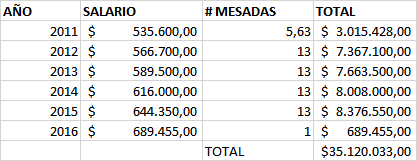 AÑO SALARIO # MESADAS TOTAL
2011 $ 535.600,00 5,63 $ 3.015.428,00
2012 $ 566.700,00 13 $ 7.367.100,00
2013 $ 589.500,00 13 $ 7.663.500,00
2014 $ 616.000,00 13 $ 8.008.000,00
2015 $ 644.350,00 13 $ 8.376.550,00
2016 $ 689.455,00 1 $ 689.455,00
TOTAL $35.120.033,00